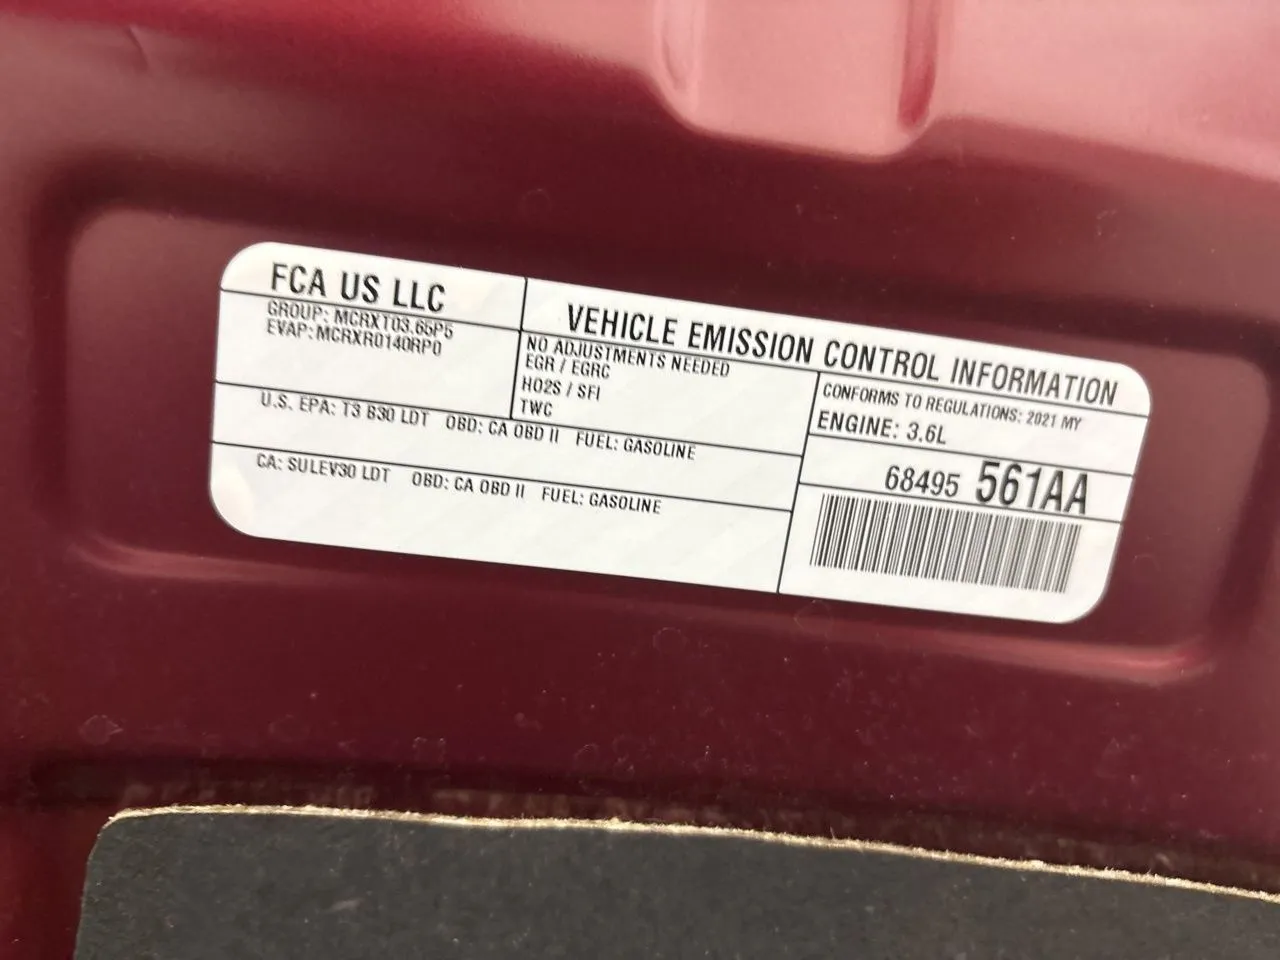 FCA US LLC
GROUP: MCRXT03.65P5
EVAP: MCRXR0140RP0
VEHICLE EMISSION CONTROL INFORMATION
NO ADJUSTMENTS NEEDED
EGR / EGRC
HO2S / SFI
TWC
CONFORMS TO REGULATIONS: 2021 MY
ENGINE: 3.6L
U.S. EPA: T3 B30 LDT OBD: CA OBD II FUEL: GASOLINE
CA: SULEV30 LDT OBD: CA OBD II FUEL: GASOLINE
68495 561AA